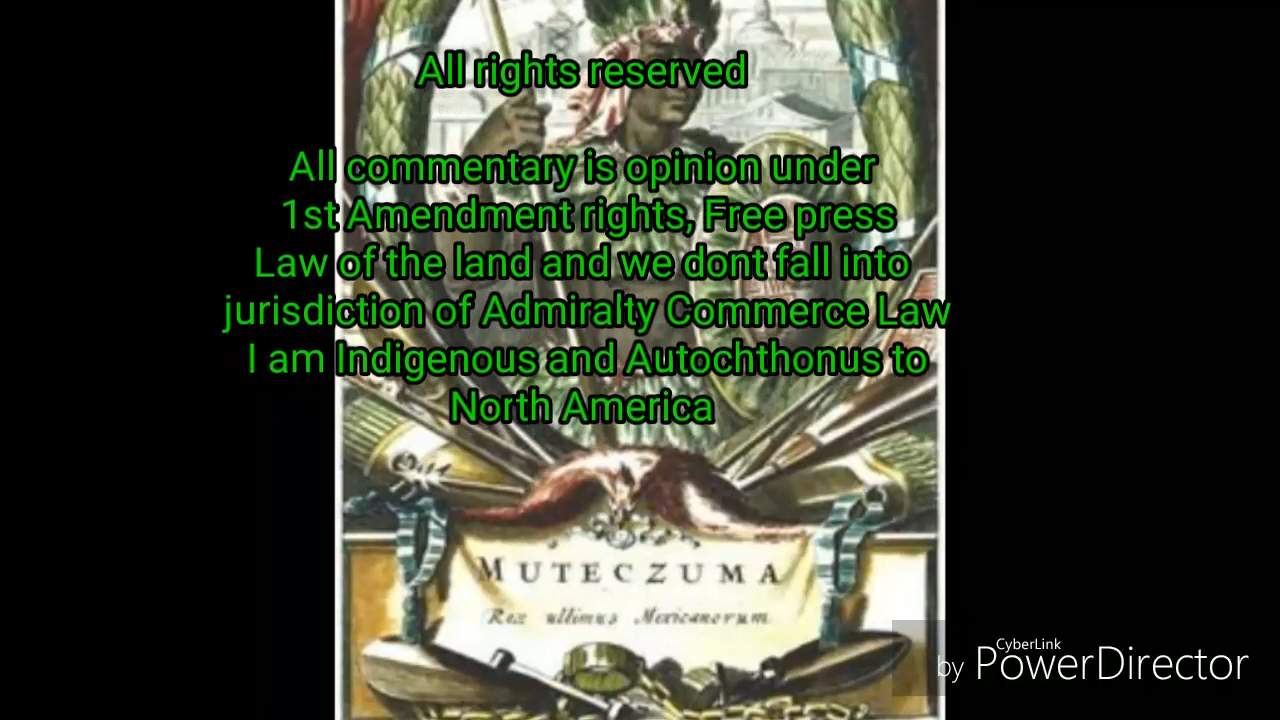 All rights reserved
All commentary is opinion under
1st Amendment rights, Free press
Law of the land and we dont fall into
jurisdiction of Admiralty Commerce Law
I am Indigenous and Autochthonus to
North America
MUTECZUMA
Rex ultimus Mexicanorum
CyberLink
by PowerDirector